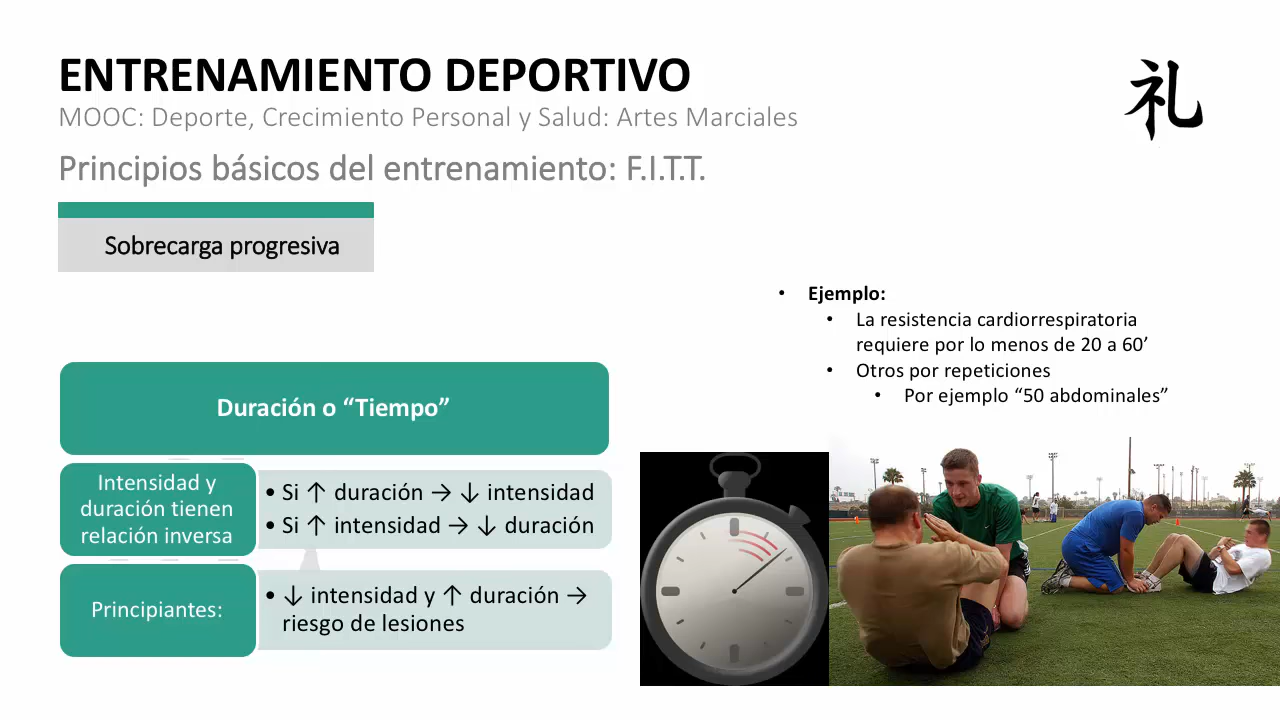 ENTRENAMIENTO DEPORTIVO
MOOC: Deporte, Crecimiento Personal y Salud: Artes Marciales
礼
Principios básicos del entrenamiento: F.I.T.T.
Sobrecarga progresiva
• Ejemplo:
• La resistencia cardiorrespiratoria
requiere por lo menos de 20 a 60’
• Otros por repeticiones
• Por ejemplo “50 abdominales”
Duración o “Tiempo”
Intensidad y
duración tienen
relación inversa
• Si ↑ duración → ↓ intensidad
• Si ↑ intensidad → ↓ duración
Principiantes:
• ↓ intensidad y ↑ duración →
riesgo de lesiones